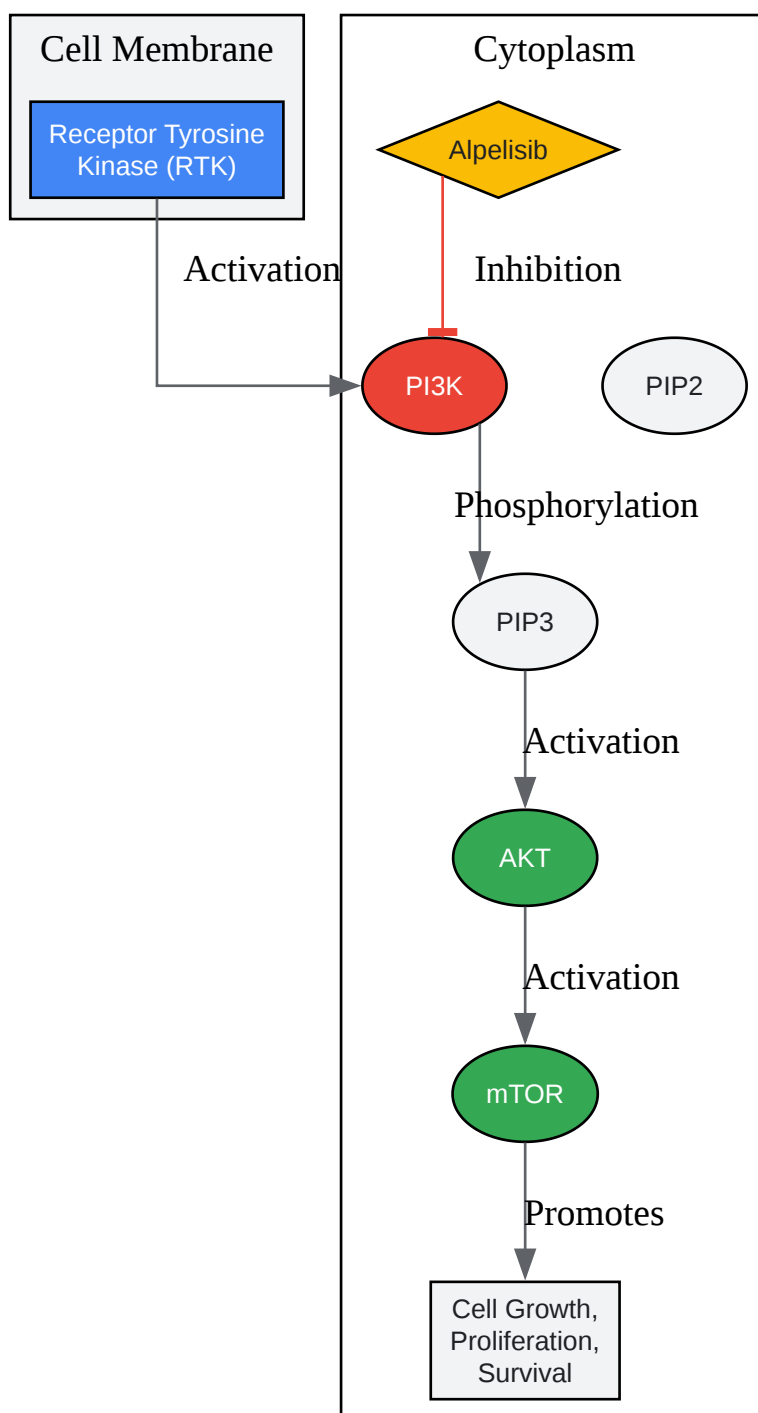 Cell Membrane
Receptor Tyrosine
Kinase (RTK)
Cytoplasm
Alpelisib
Activation
Inhibition
PI3K
PIP2
Phosphorylation
PIP3
Activation
AKT
Activation
mTOR
Promotes
Cell Growth,
Proliferation,
Survival